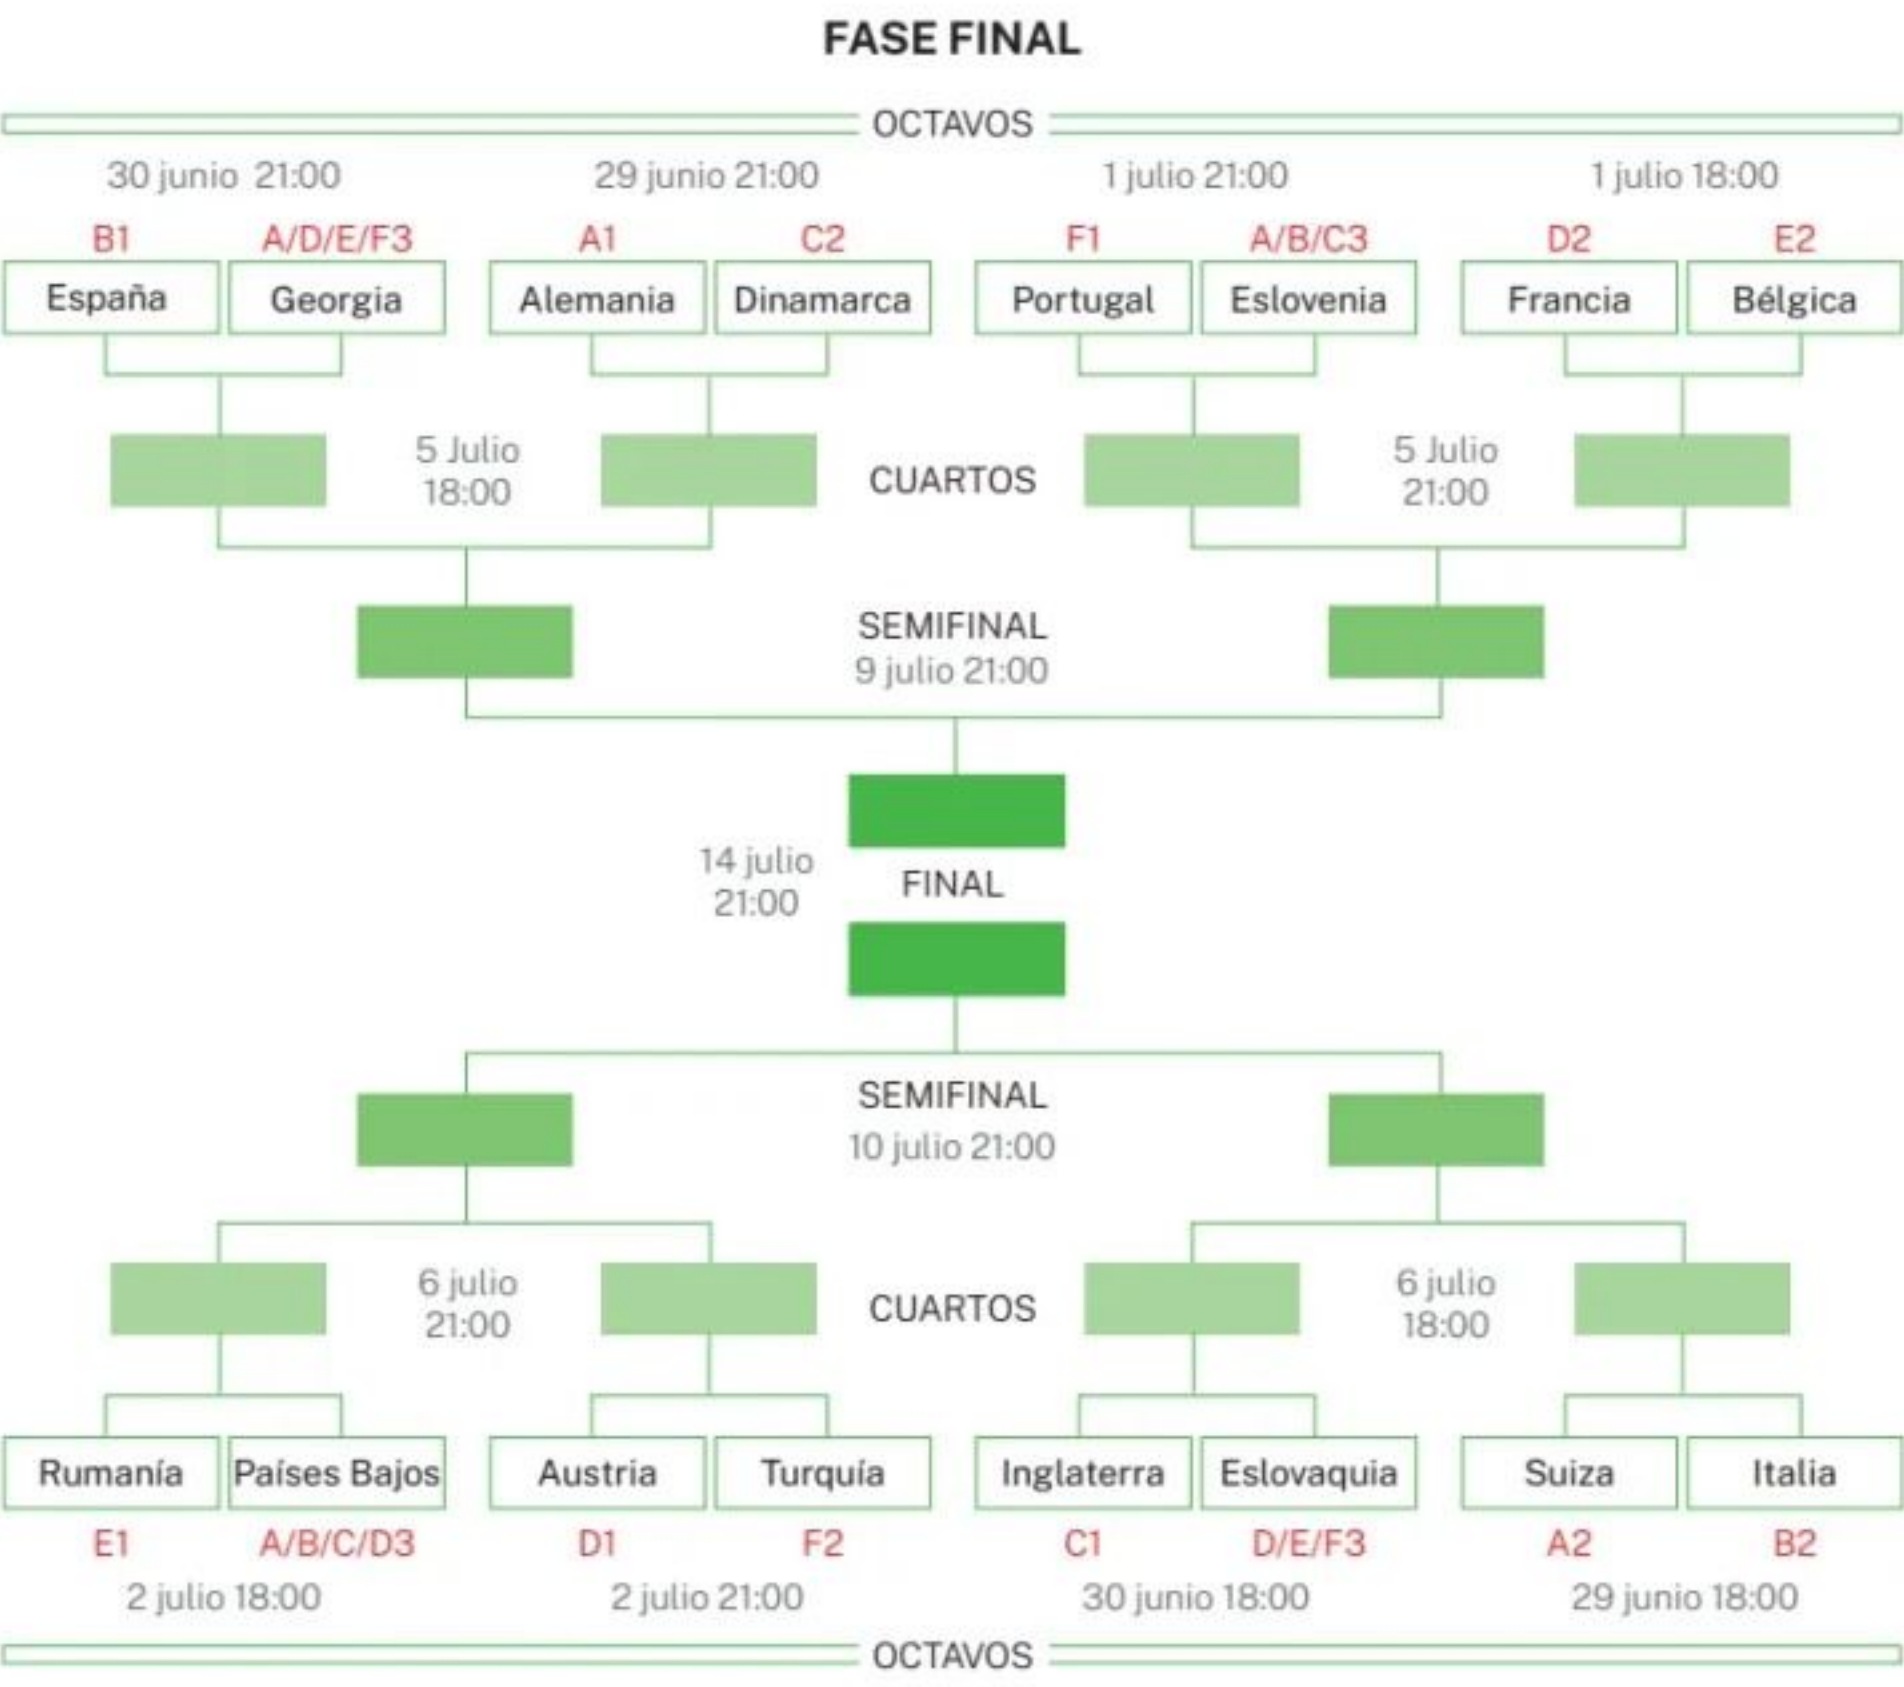 FASE FINAL
OCTAVOS
30 junio 21:00 29 junio 21:00 1 julio 21:00 1 julio 18:00
B1 A/D/E/F3 A1 C2 F1 A/B/C3 D2 E2
España Georgia Alemania Dinamarca Portugal Eslovenia Francia Bélgica
5 Julio 5 Julio
18:00 CUARTOS 21:00
SEMIFINAL
9 julio 21:00
14 julio
21:00
FINAL
SEMIFINAL
10 julio 21:00
6 julio 6 julio
21:00 CUARTOS 18:00
Rumanía Países Bajos Austria Turquía Inglaterra Eslovaquia Suiza Italia
E1 A/B/C/D3 D1 F2 C1 D/E/F3 A2 B2
2 julio 18:00 2 julio 21:00 30 junio 18:00 29 junio 18:00
OCTAVOS